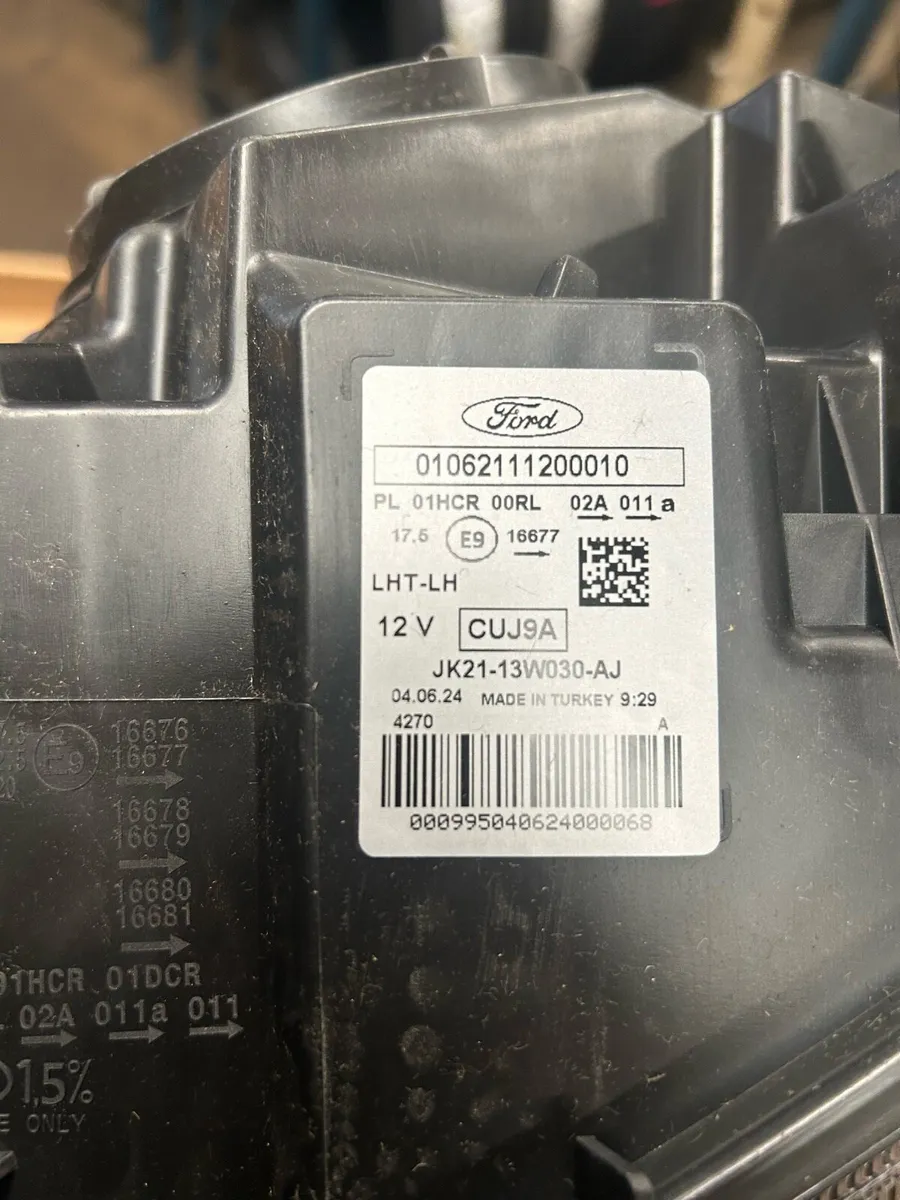 Ford
01062111200010
PL 01HCR 00RL 02A 011a
17.5 E9 16677
LHT-LH
12 V CUJ9A
JK21-13W030-AJ
04.06.24 MADE IN TURKEY 9:29
4270 A
000995040624000068
E9 16676
16677
16678
16679
16680
16681
01DCR
02A 011a 011
1,5%
ONLY